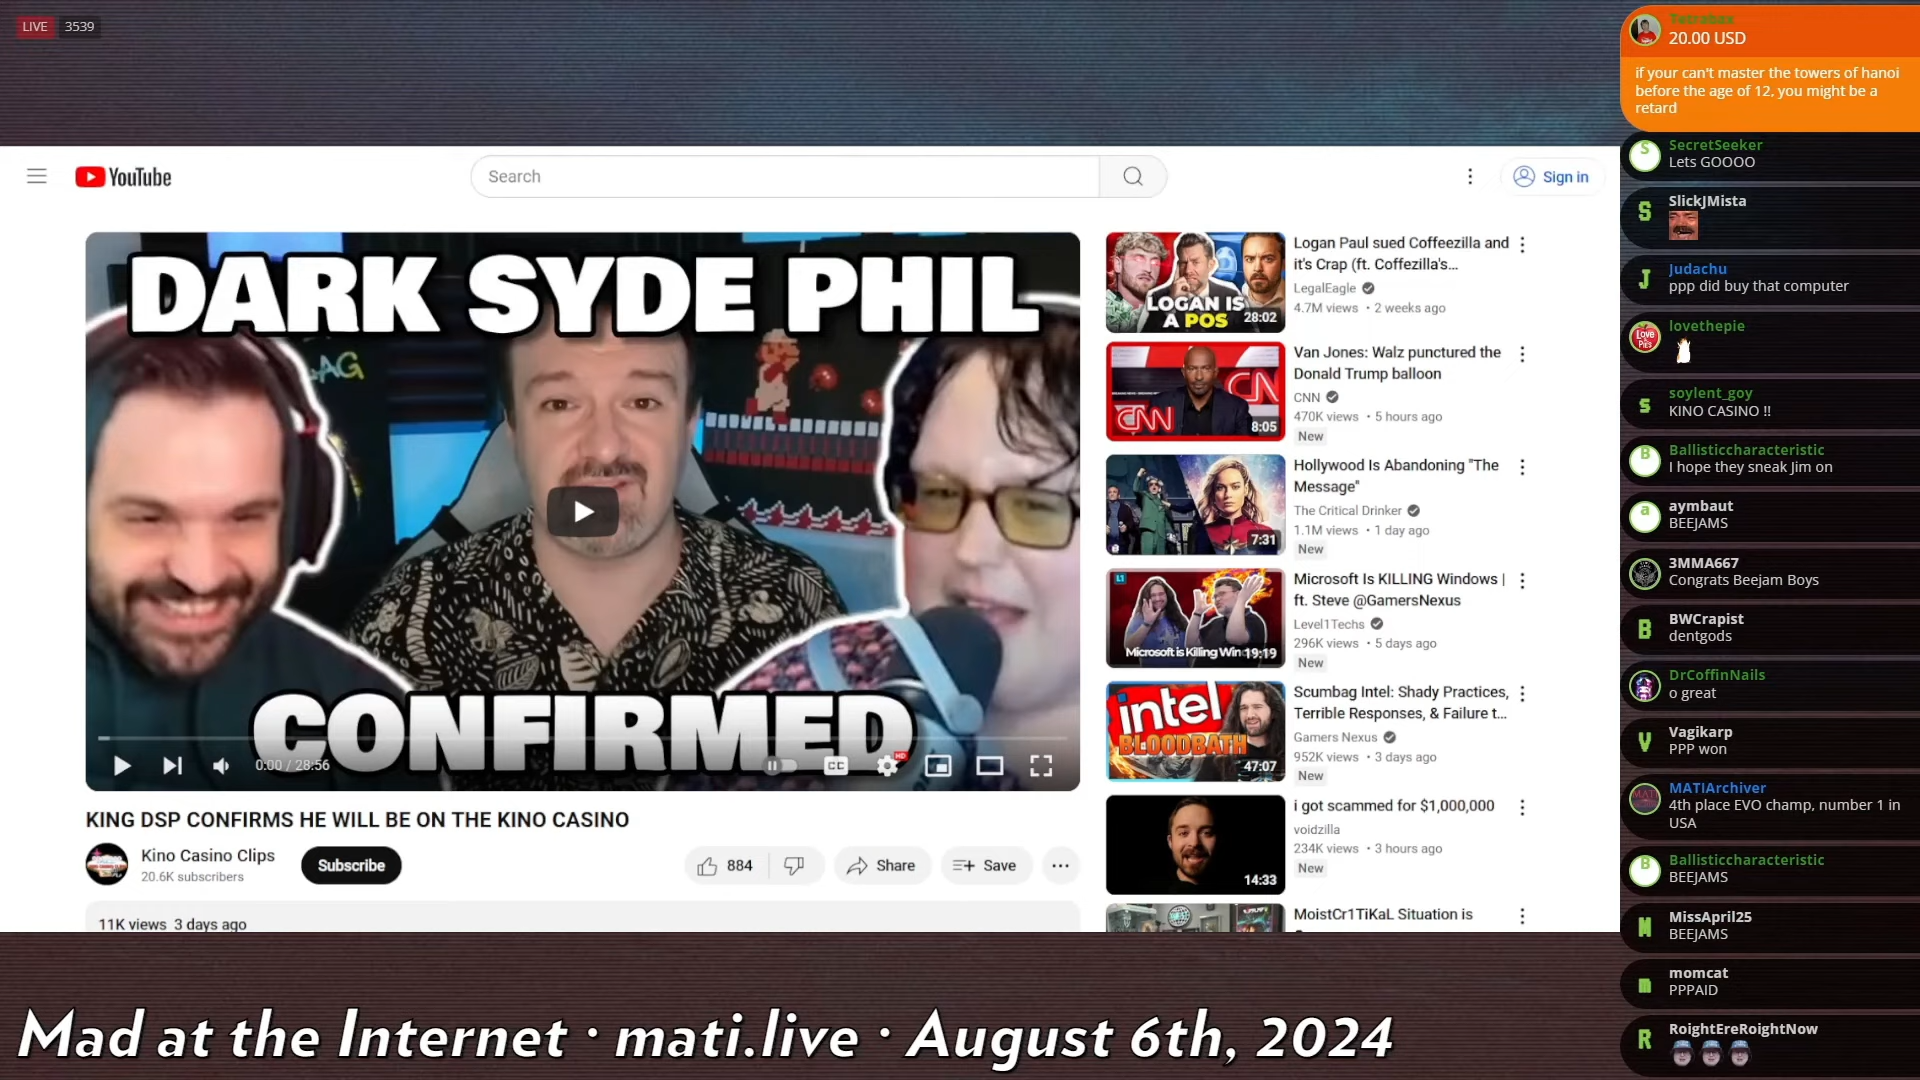 LIVE 3539
YouTube
Search
Sign in
DARK SYDE PHIL
CONFIRMED
0:00 / 28:56
CC
HD
KING DSP CONFIRMS HE WILL BE ON THE KINO CASINO
Kino Casino Clips
20.6K subscribers
Subscribe
884
Share
Save
11K views 3 days ago
LOGAN IS
A POS
28:02
Logan Paul sued Coffeezilla and
it's Crap (ft. Coffezilla's...
LegalEagle
4.7M views • 2 weeks ago
CNN
8:05
Van Jones: Walz punctured the
Donald Trump balloon
CNN
470K views • 5 hours ago
New
7:31
Hollywood Is Abandoning "The
Message"
The Critical Drinker
1.1M views • 1 day ago
New
L1
Microsoft is Killing Win
19:19
Microsoft Is KILLING Windows |
ft. Steve @GamersNexus
Level1Techs
296K views • 5 days ago
New
intel
BLOODBATH
47:07
Scumbag Intel: Shady Practices,
Terrible Responses, & Failure t...
Gamers Nexus
952K views • 3 days ago
New
14:33
i got scammed for $1,000,000
voidzilla
234K views • 3 hours ago
New
MoistCr1TiKaL Situation is
Mad at the Internet · mati.live · August 6th, 2024
20.00 USD
if your can't master the towers of hanoi
before the age of 12, you might be a
retard
S
SecretSeeker
Lets GOOOO
S
SlickJMista
J
Judachu
ppp did buy that computer
lovethepie
s
soylent_goy
KINO CASINO !!
B
Ballisticcharacteristic
I hope they sneak Jim on
a
aymbaut
BEEJAMS
3MMA667
Congrats Beejam Boys
B
BWCrapist
dentgods
DrCoffinNails
o great
V
Vagikarp
PPP won
MATIArchiver
4th place EVO champ, number 1 in
USA
B
Ballisticcharacteristic
BEEJAMS
M
MissApril25
BEEJAMS
m
momcat
PPPAID
R
RoightEreRoightNow